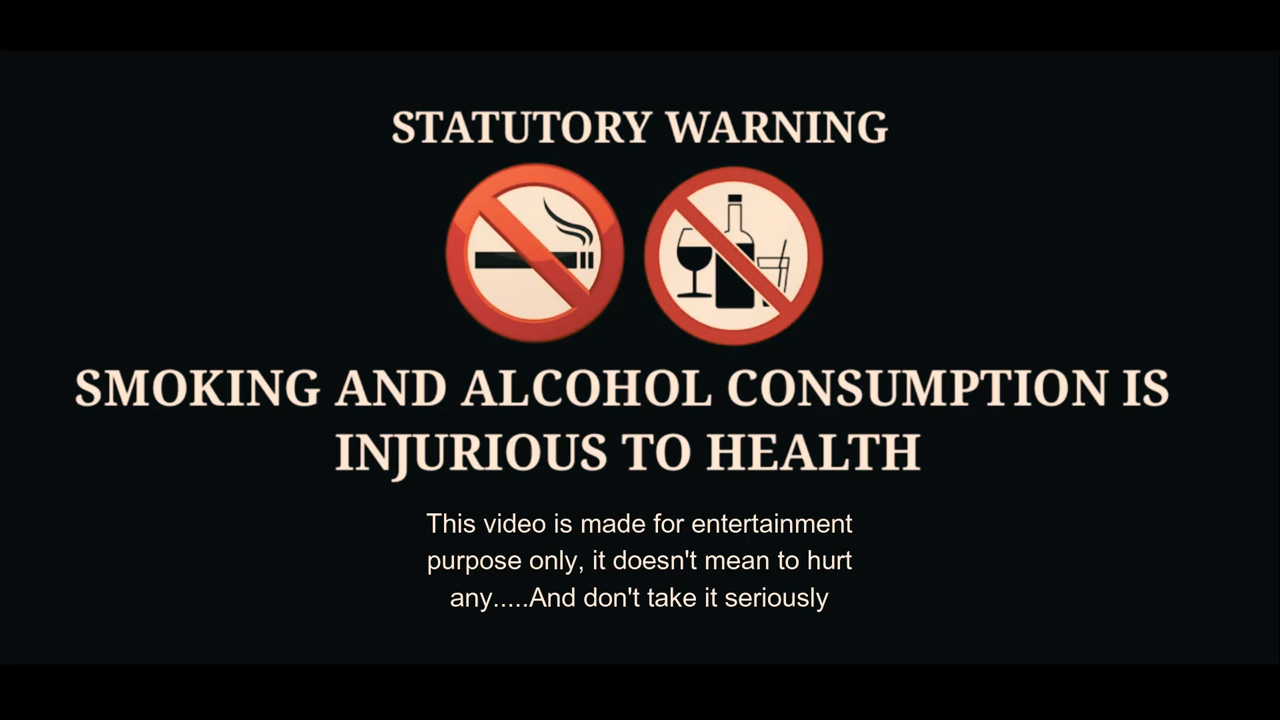 STATUTORY WARNING
SMOKING AND ALCOHOL CONSUMPTION IS
INJURIOUS TO HEALTH
This video is made for entertainment
purpose only, it doesn't mean to hurt
any.....And don't take it seriously